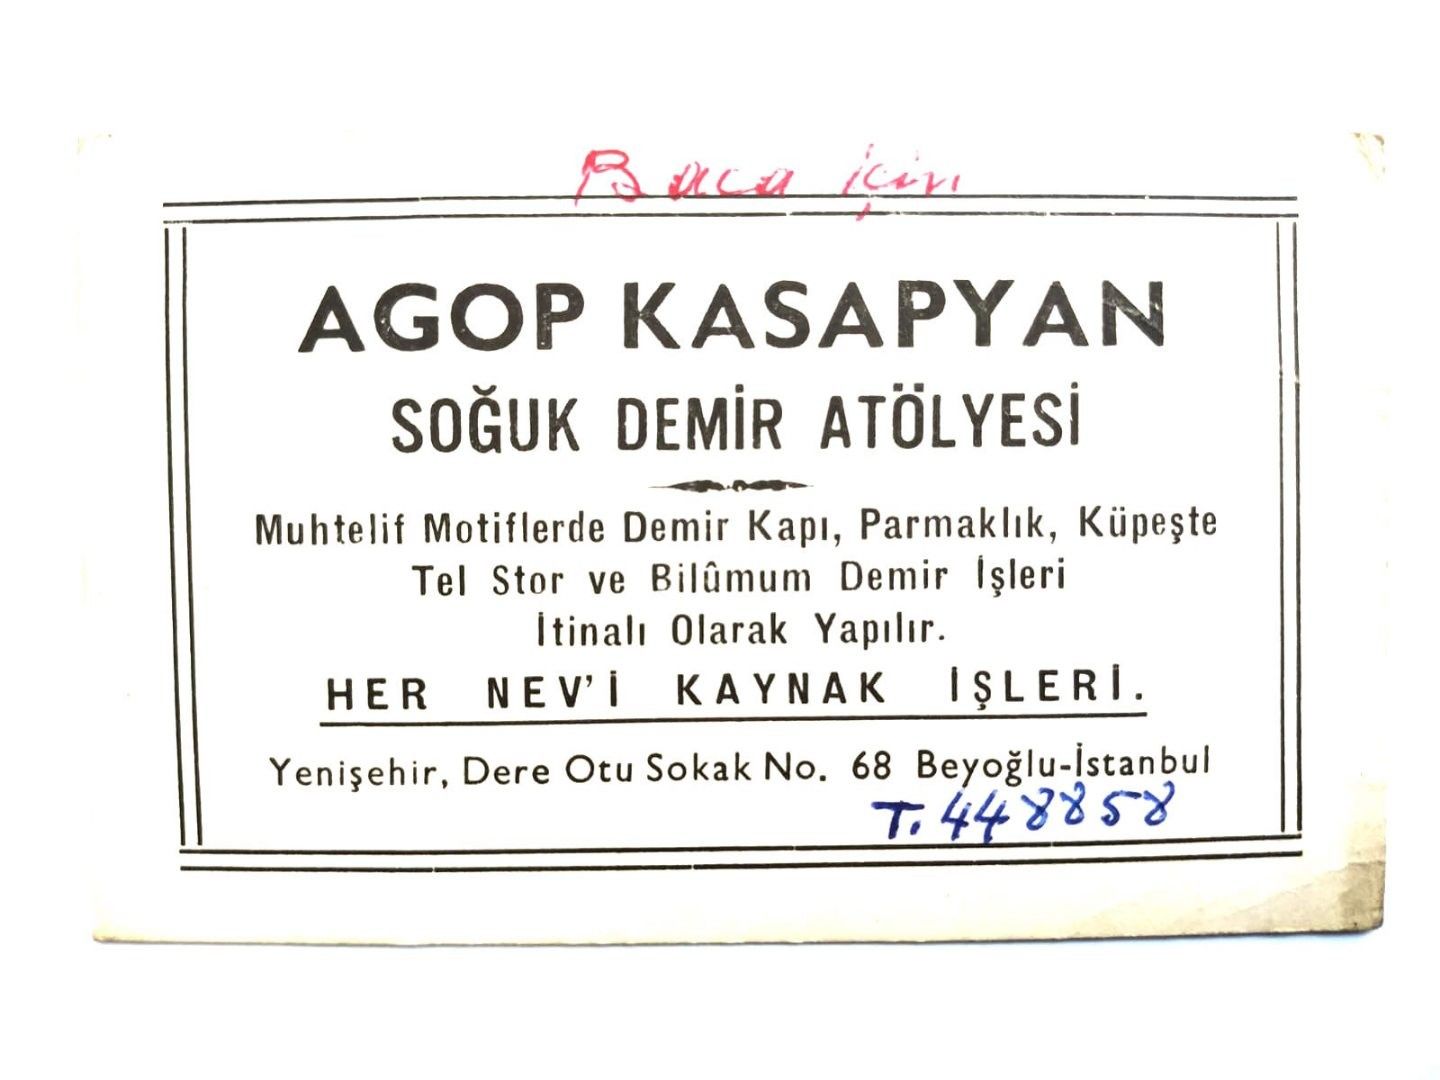 Baca için
AGOP KASAPYAN
SOĞUK DEMİR ATÖLYESİ
Muhtelif Motiflerde Demir Kapı, Parmaklık, Küpeşte
Tel Stor ve Bilûmum Demir İşleri
İtinalı Olarak Yapılır.
HER NEV'İ KAYNAK İŞLERİ.
Yenişehir, Dere Otu Sokak No. 68 Beyoğlu-İstanbul
T. 448858